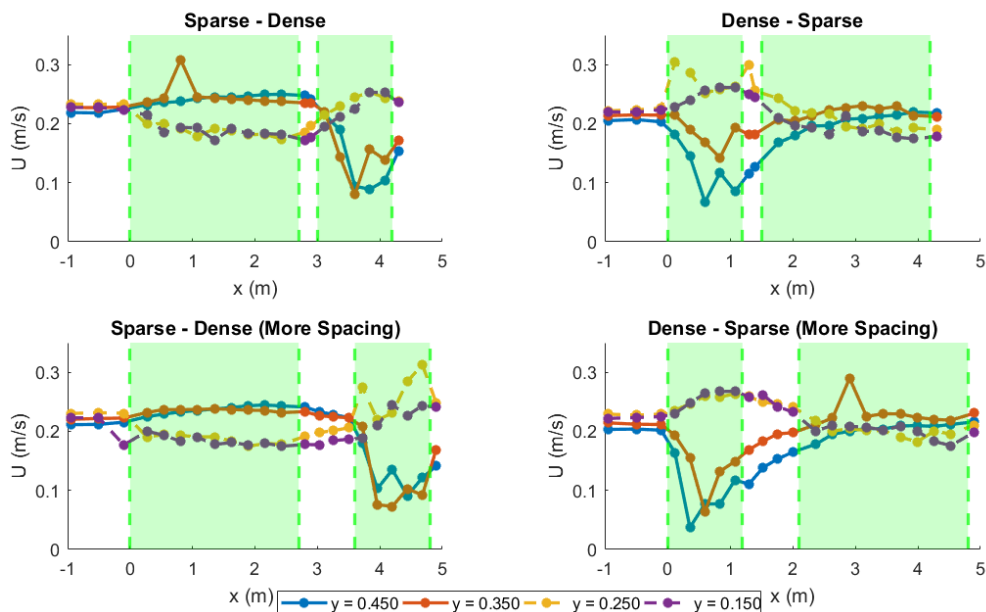 Sparse - Dense
0.3
0.2
0.1
0
U (m/s)
-1 0 1 2 3 4 5
x (m)
Dense - Sparse
0.3
0.2
0.1
0
U (m/s)
-1 0 1 2 3 4 5
x (m)
Sparse - Dense (More Spacing)
0.3
0.2
0.1
0
U (m/s)
-1 0 1 2 3 4 5
x (m)
Dense - Sparse (More Spacing)
0.3
0.2
0.1
0
U (m/s)
-1 0 1 2 3 4 5
x (m)
y = 0.450 y = 0.350 y = 0.250 y = 0.150